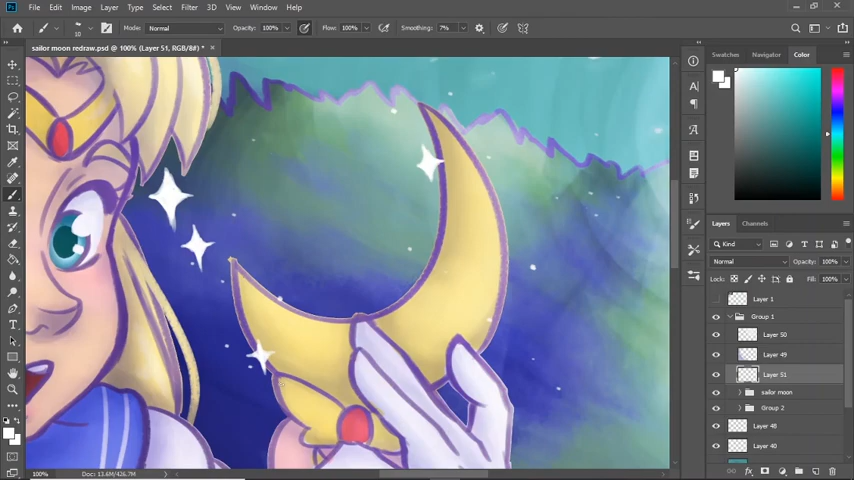 File Edit Image Layer Type Select Filter 3D View Window Help
10 Mode: Normal Opacity: 100% Flow: 100% Smoothing: 7%
sailor moon redraw.psd @ 100% (Layer 51, RGB/8#) * ×
Swatches Navigator Color
Layers Channels
Kind
Normal Opacity: 100%
Lock: Fill: 100%
Layer 1
Group 1
Layer 50
Layer 49
Layer 51
sailor moon
Group 2
Layer 48
Layer 40
100% Doc: 13.6M/426.7M